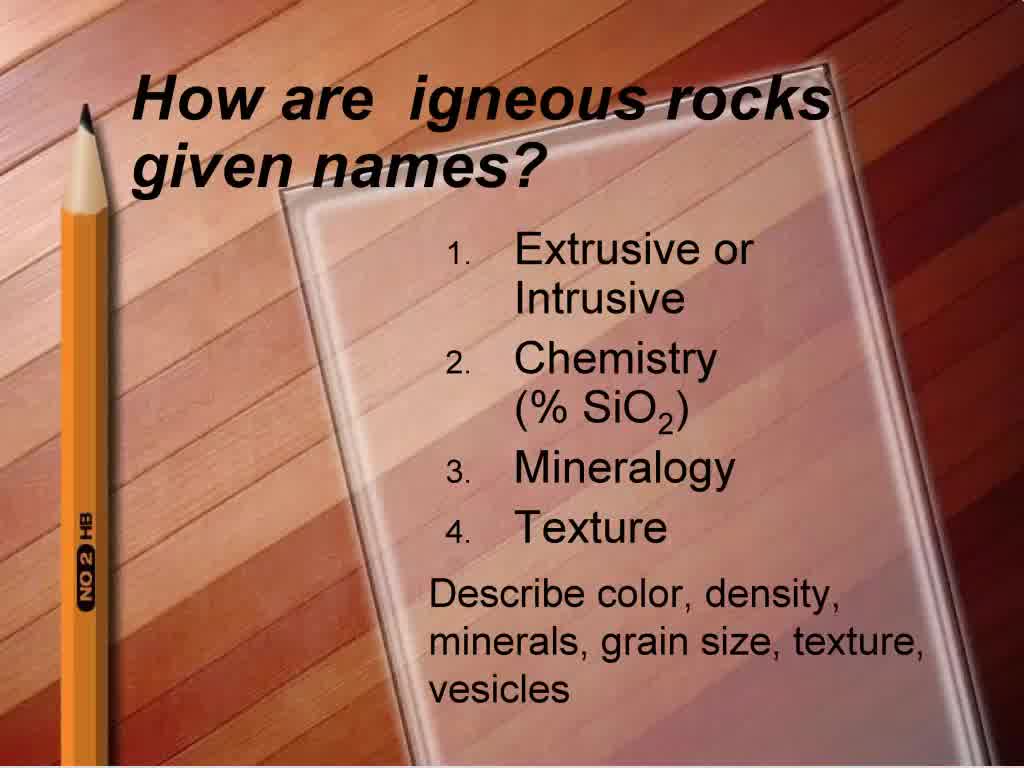 How are  igneous rocks
given names?
1. Extrusive or
Intrusive
2. Chemistry
(% SiO₂)
3. Mineralogy
4. Texture
Describe color, density,
minerals, grain size, texture,
vesicles
NO 2 HB